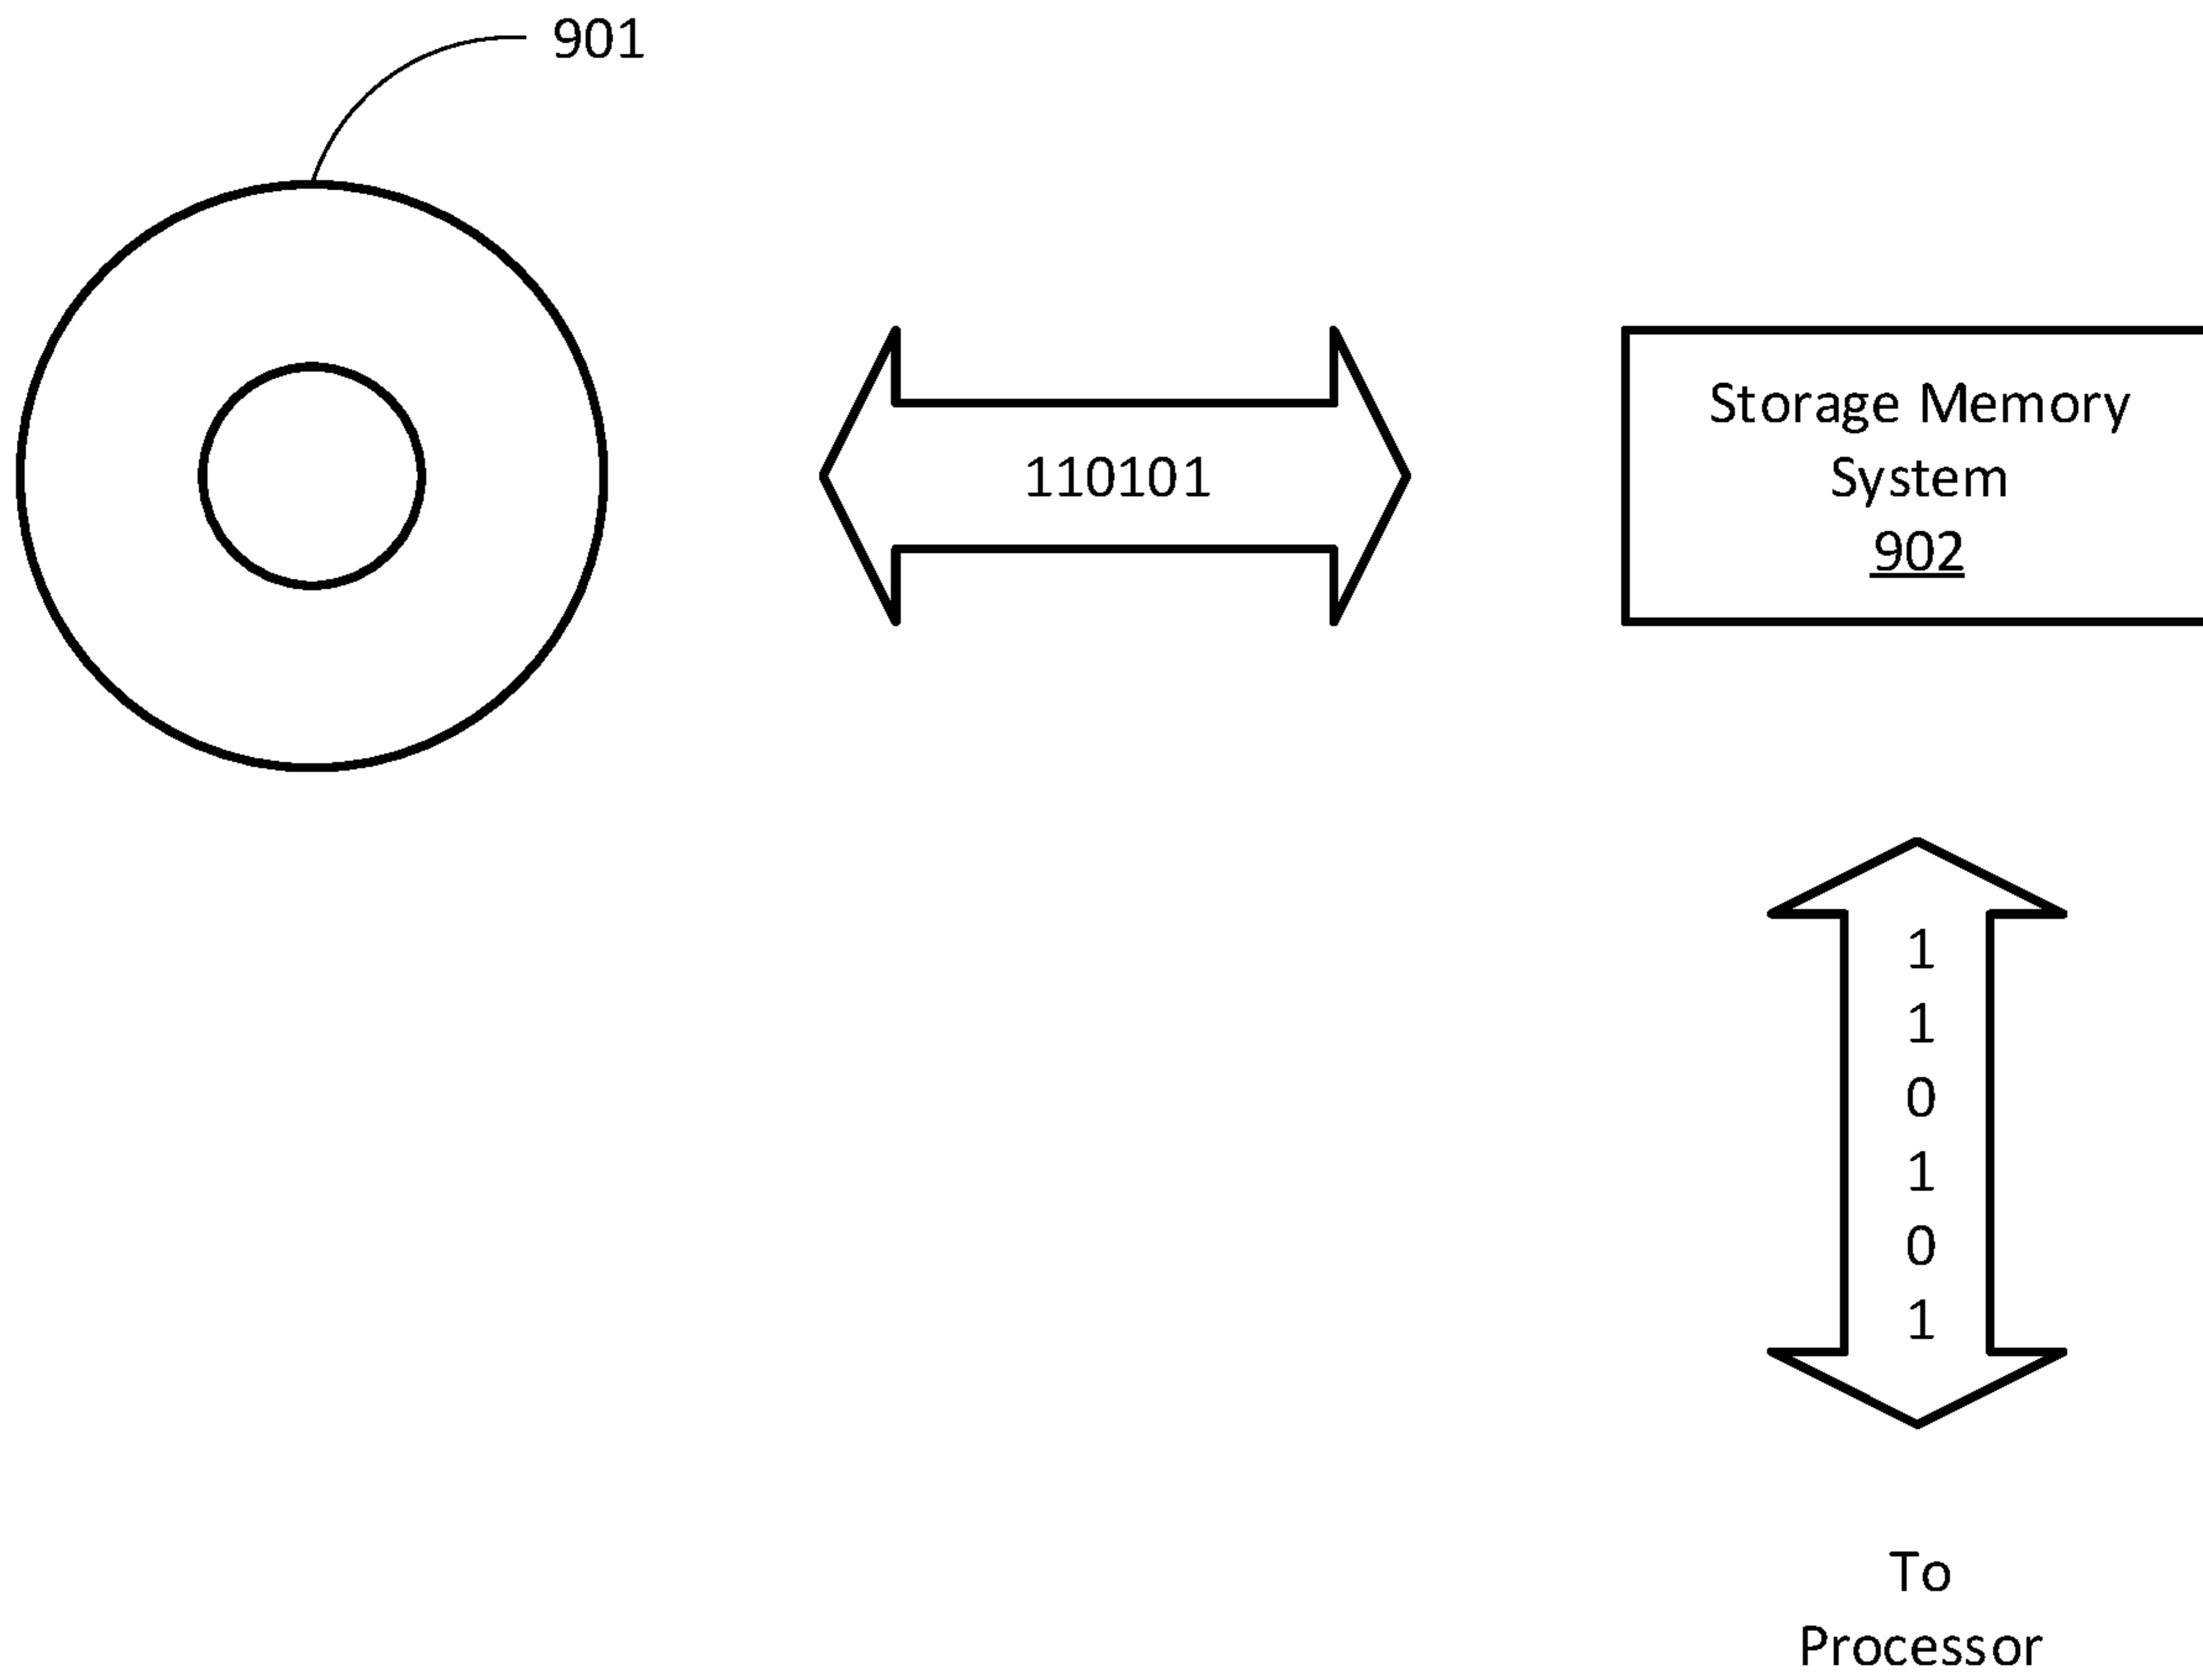 901
110101
Storage Memory
System
902
1
1
0
1
0
1
To
Processor